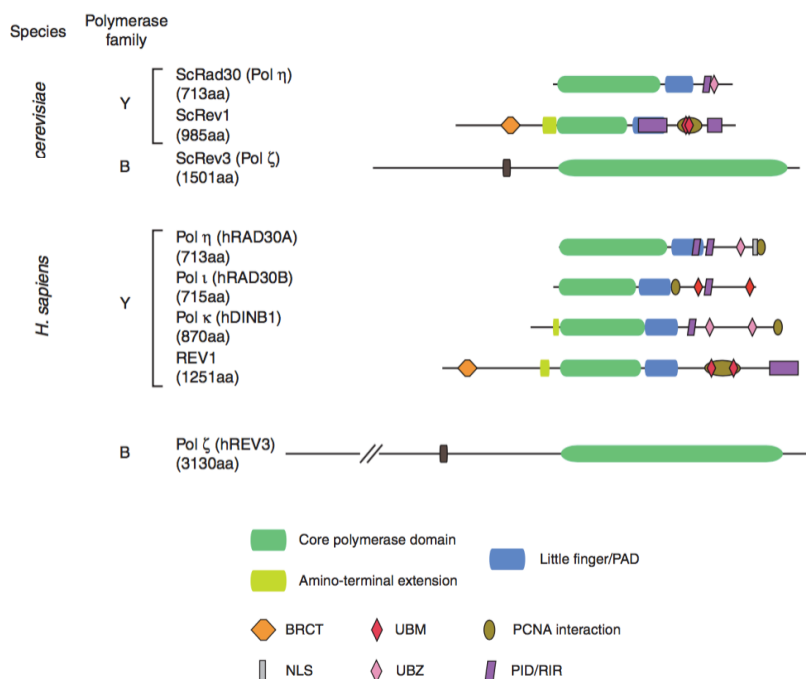 Species
Polymerase
family
cerevisiae
Y
ScRad30 (Pol η)
(713aa)
ScRev1
(985aa)
B
ScRev3 (Pol ζ)
(1501aa)
H. sapiens
Y
Pol η (hRAD30A)
(713aa)
Pol ι (hRAD30B)
(715aa)
Pol κ (hDINB1)
(870aa)
REV1
(1251aa)
B
Pol ζ (hREV3)
(3130aa)
Core polymerase domain
Little finger/PAD
Amino-terminal extension
BRCT
UBM
PCNA interaction
NLS
UBZ
PID/RIR